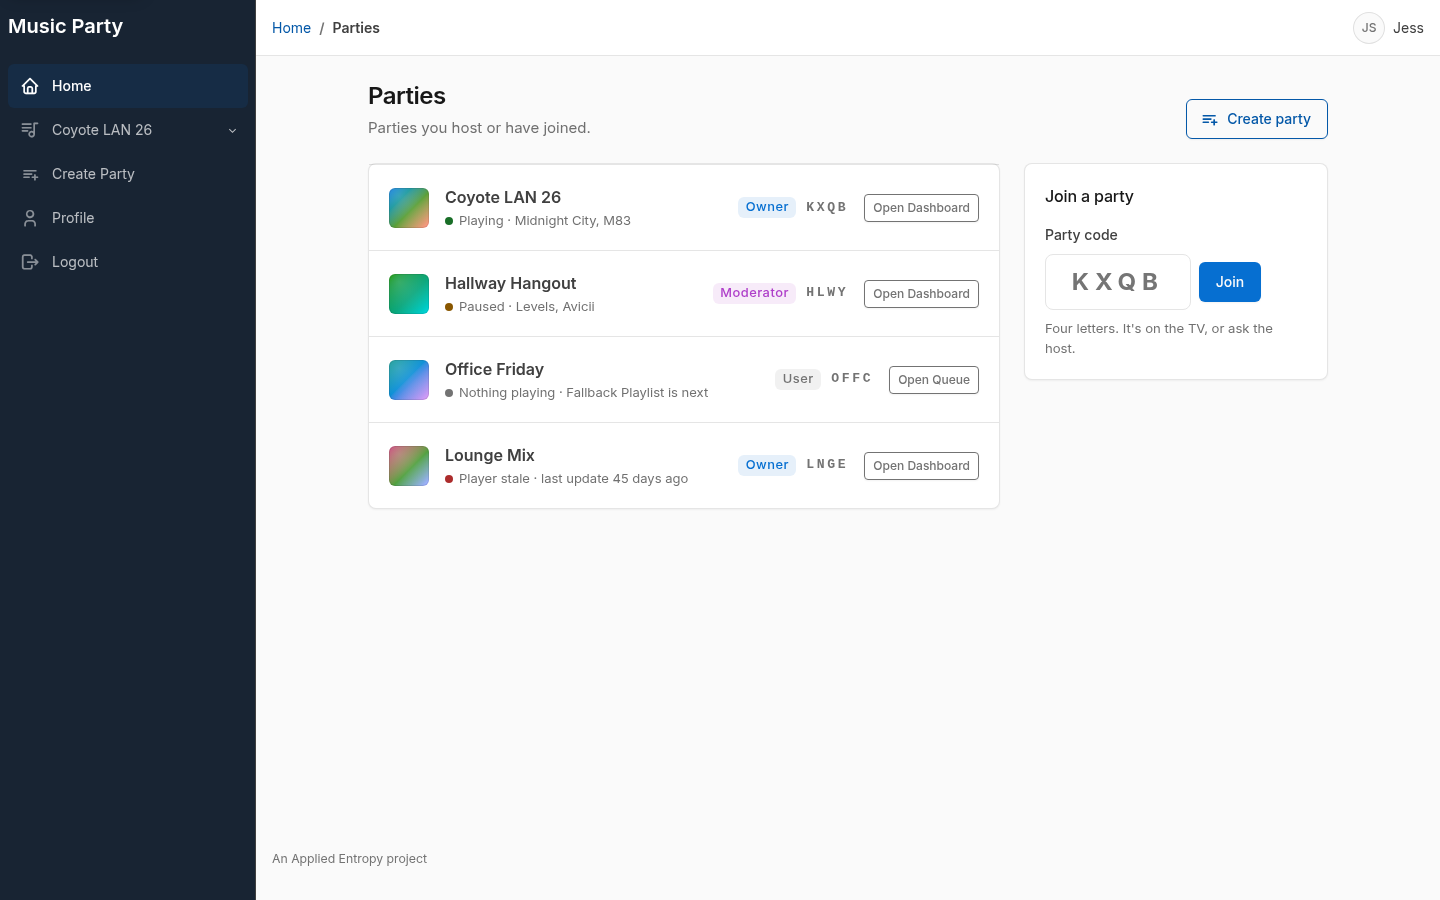 Music Party
Home
Coyote LAN 26
Create Party
Profile
Logout
Home / Parties
JS Jess
Parties
Parties you host or have joined.
Create party
Coyote LAN 26
Playing · Midnight City, M83
Owner KXQB Open Dashboard
Hallway Hangout
Paused · Levels, Avicii
Moderator HLWY Open Dashboard
Office Friday
Nothing playing · Fallback Playlist is next
User OFFC Open Queue
Lounge Mix
Player stale · last update 45 days ago
Owner LNGE Open Dashboard
Join a party
Party code
KXQB Join
Four letters. It's on the TV, or ask the
host.
An Applied Entropy project